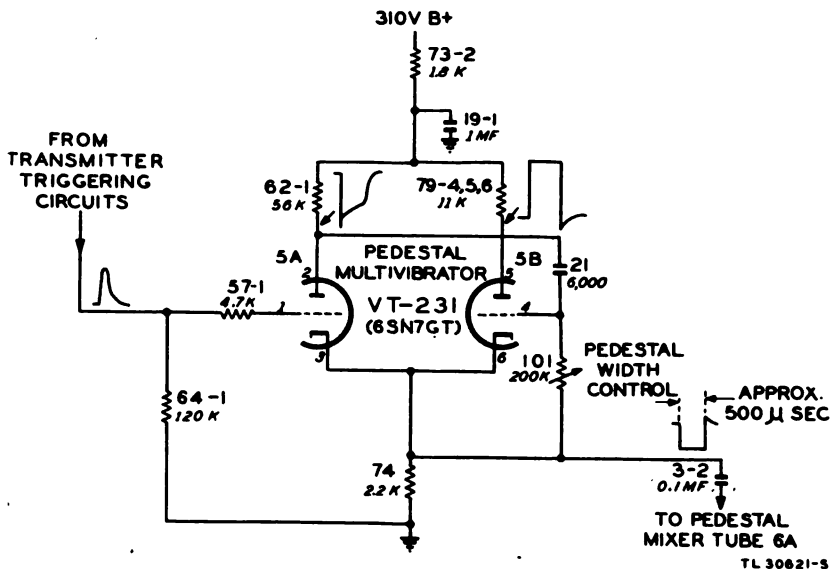 310V B+
73-2
1.8 K
19-1
1 MF
FROM
TRANSMITTER
TRIGGERING
CIRCUITS
62-1
56K
79-4,5,6
11 K
5A
PEDESTAL
MULTIVIBRATOR
5B
21
6,000
2
5
57-1
4.7K
1
VT-231
(6SN7GT)
4
3
6
101
200K
PEDESTAL
WIDTH
CONTROL
APPROX.
500 µ SEC
64-1
120 K
74
2.2 K
3-2
0.1MF
TO PEDESTAL
MIXER TUBE 6A
TL 30621-S